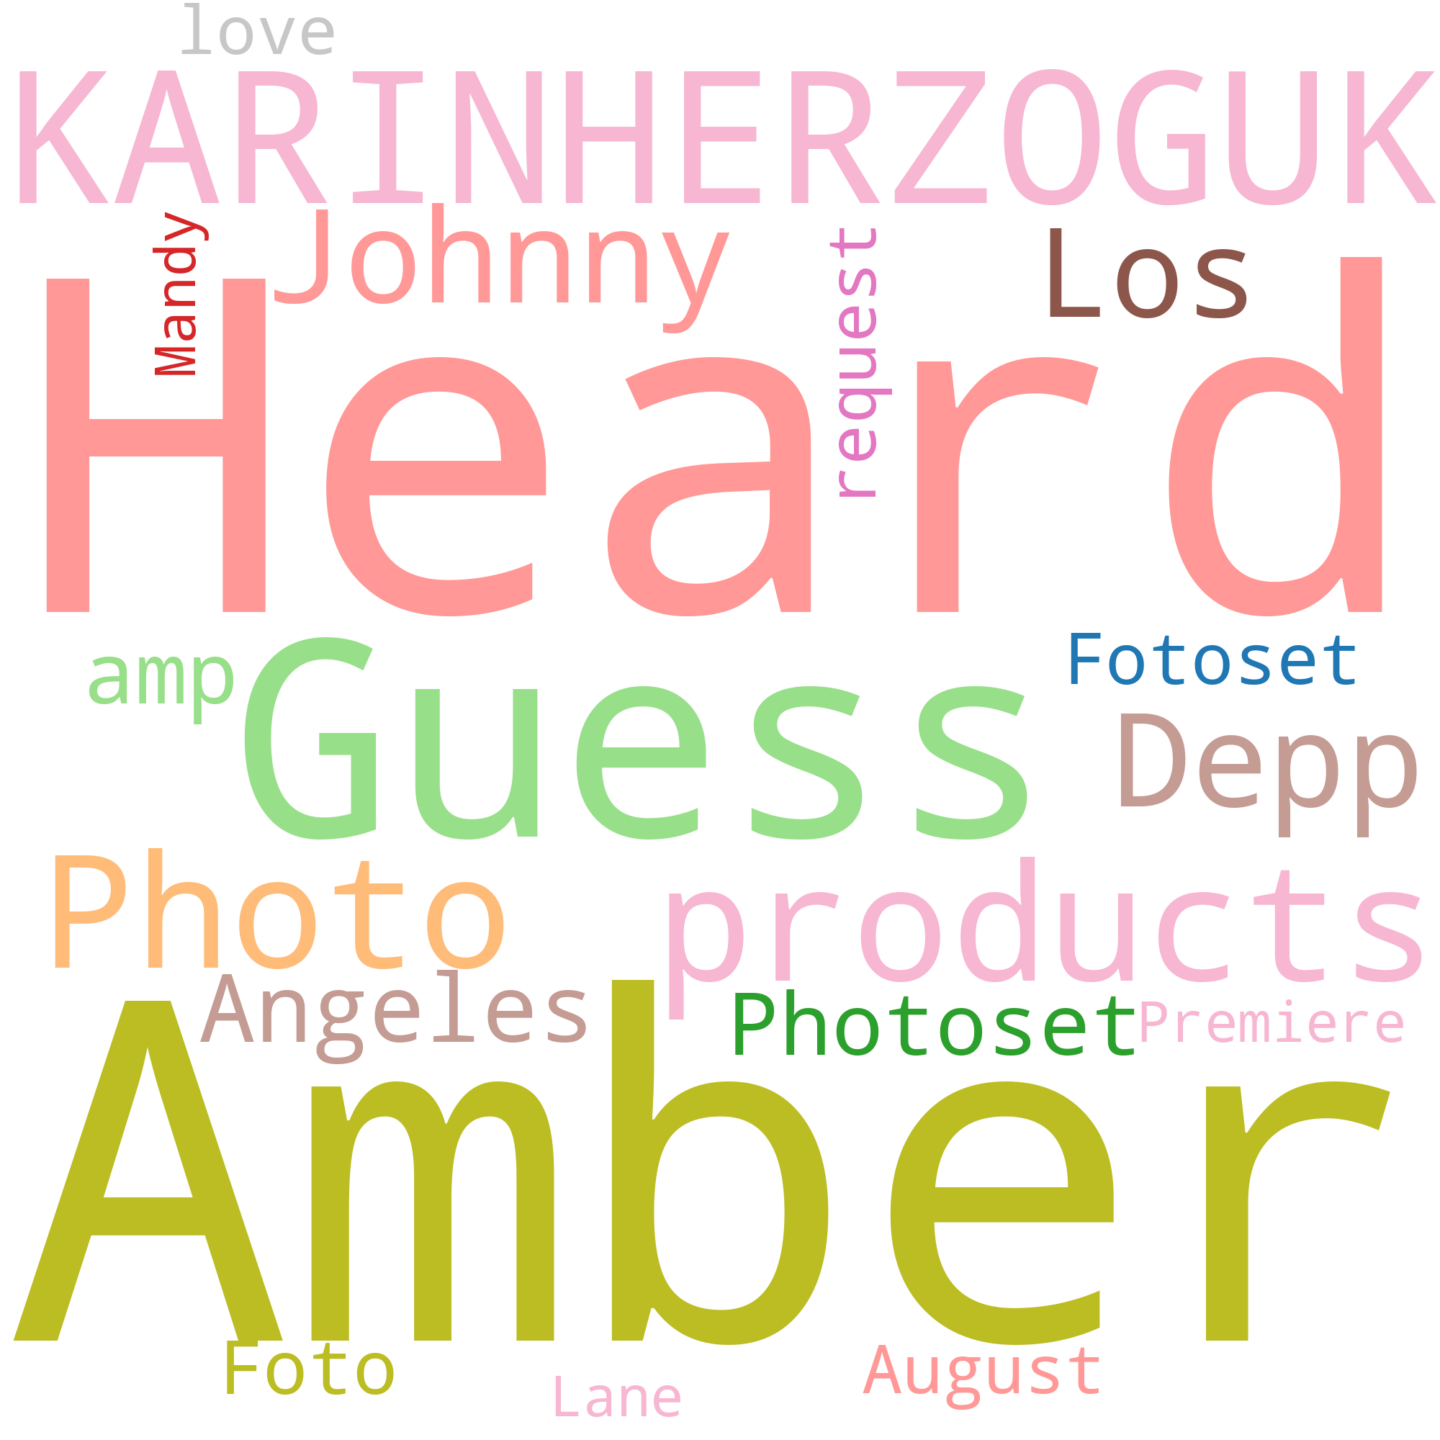 love
KARINHERZOGUK
Mandy
Johnny
request
Los
Heard
amp
Guess
Fotoset
Depp
Photo
products
Angeles
Photoset
Premiere
Amber
Foto
Lane
August